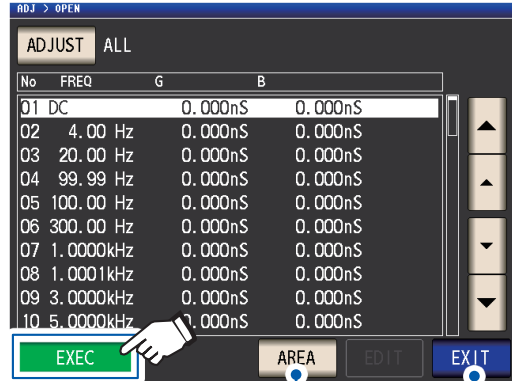 ADJ > OPEN
ADJUST ALL
No FREQ G B
01 DC 0.000nS 0.000nS
02 4.00 Hz 0.000nS 0.000nS
03 20.00 Hz 0.000nS 0.000nS
04 99.99 Hz 0.000nS 0.000nS
05 100.00 Hz 0.000nS 0.000nS
06 300.00 Hz 0.000nS 0.000nS
07 1.0000kHz 0.000nS 0.000nS
08 1.0001kHz 0.000nS 0.000nS
09 3.0000kHz 0.000nS 0.000nS
10 5.0000kHz 0.000nS 0.000nS
EXEC AREA EDIT EXIT